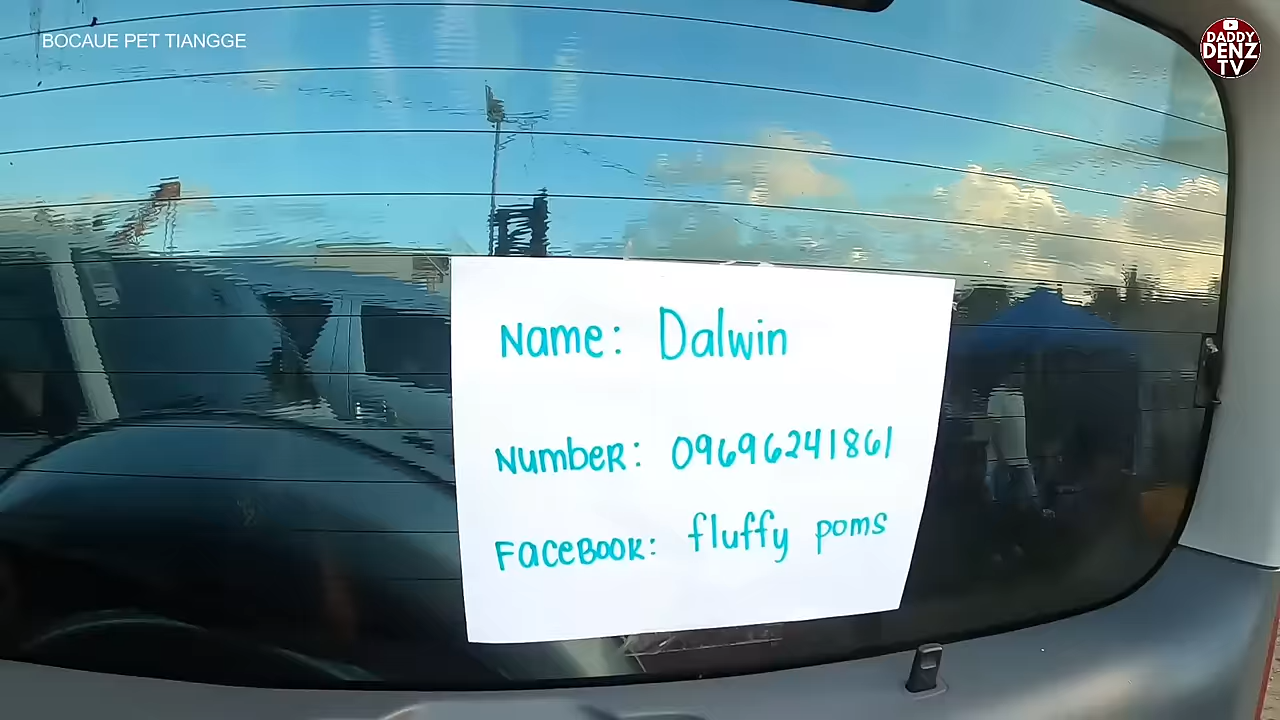 BOCAUE PET TIANGGE
DADDY
DENZ
TV
Name: Dalwin
Number: 09696241861
Facebook: fluffy poms